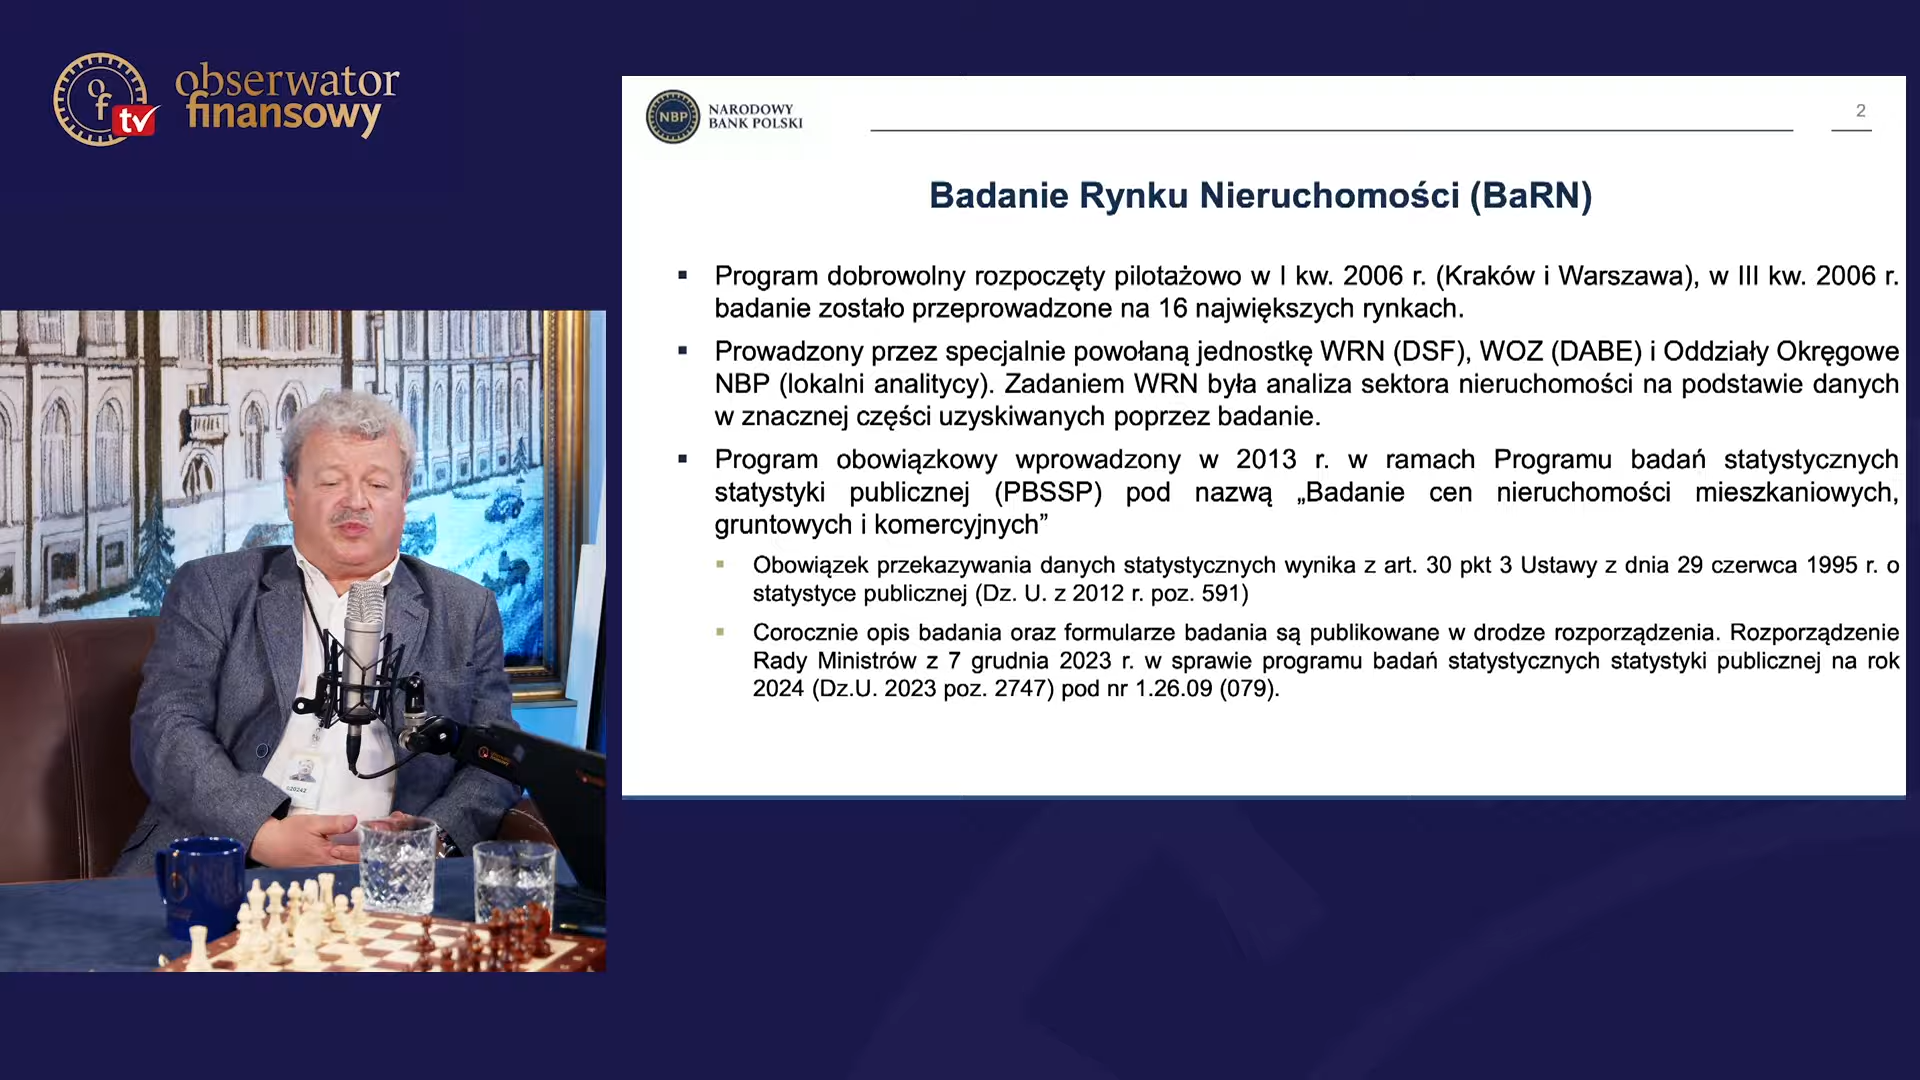 obserwator
finansowy
of
tv
NBP
NARODOWY
BANK POLSKI
2
Badanie Rynku Nieruchomości (BaRN)
Program dobrowolny rozpoczęty pilotażowo w I kw. 2006 r. (Kraków i Warszawa), w III kw. 2006 r.
badanie zostało przeprowadzone na 16 największych rynkach.
Prowadzony przez specjalnie powołaną jednostkę WRN (DSF), WOZ (DABE) i Oddziały Okręgowe
NBP (lokalni analitycy). Zadaniem WRN była analiza sektora nieruchomości na podstawie danych
w znacznej części uzyskiwanych poprzez badanie.
Program obowiązkowy wprowadzony w 2013 r. w ramach Programu badań statystycznych
statystyki publicznej (PBSSP) pod nazwą „Badanie cen nieruchomości mieszkaniowych,
gruntowych i komercyjnych”
Obowiązek przekazywania danych statystycznych wynika z art. 30 pkt 3 Ustawy z dnia 29 czerwca 1995 r. o
statystyce publicznej (Dz. U. z 2012 r. poz. 591)
Corocznie opis badania oraz formularze badania są publikowane w drodze rozporządzenia. Rozporządzenie
Rady Ministrów z 7 grudnia 2023 r. w sprawie programu badań statystycznych statystyki publicznej na rok
2024 (Dz.U. 2023 poz. 2747) pod nr 1.26.09 (079).